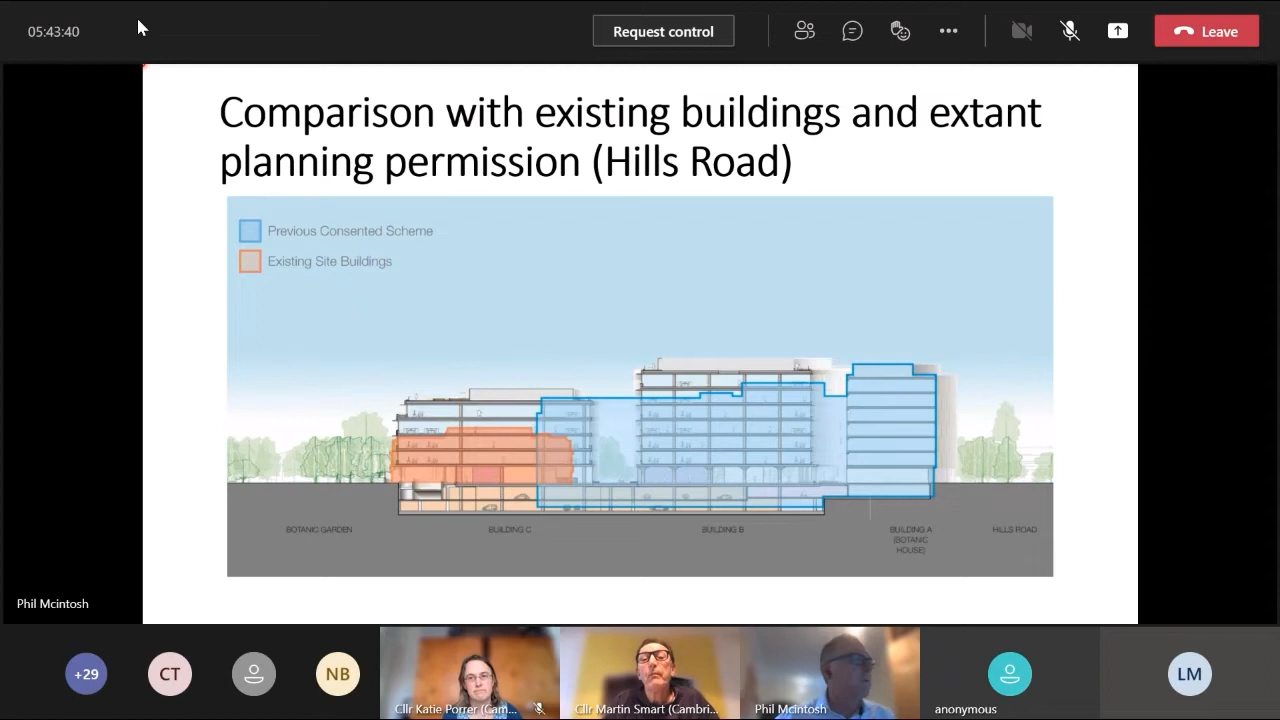 05:43:40
Request control
Leave
Comparison with existing buildings and extant
planning permission (Hills Road)
Previous Consented Scheme
Existing Site Buildings
BOTANIC GARDEN
BUILDING C
BUILDING B
BUILDING A
(BOTANIC
HOUSE)
HILLS ROAD
Phil Mcintosh
+29
CT
NB
Cllr Katie Porrer (Cam...
Cllr Martin Smart (Cambri...
Phil Mcintosh
anonymous
LM